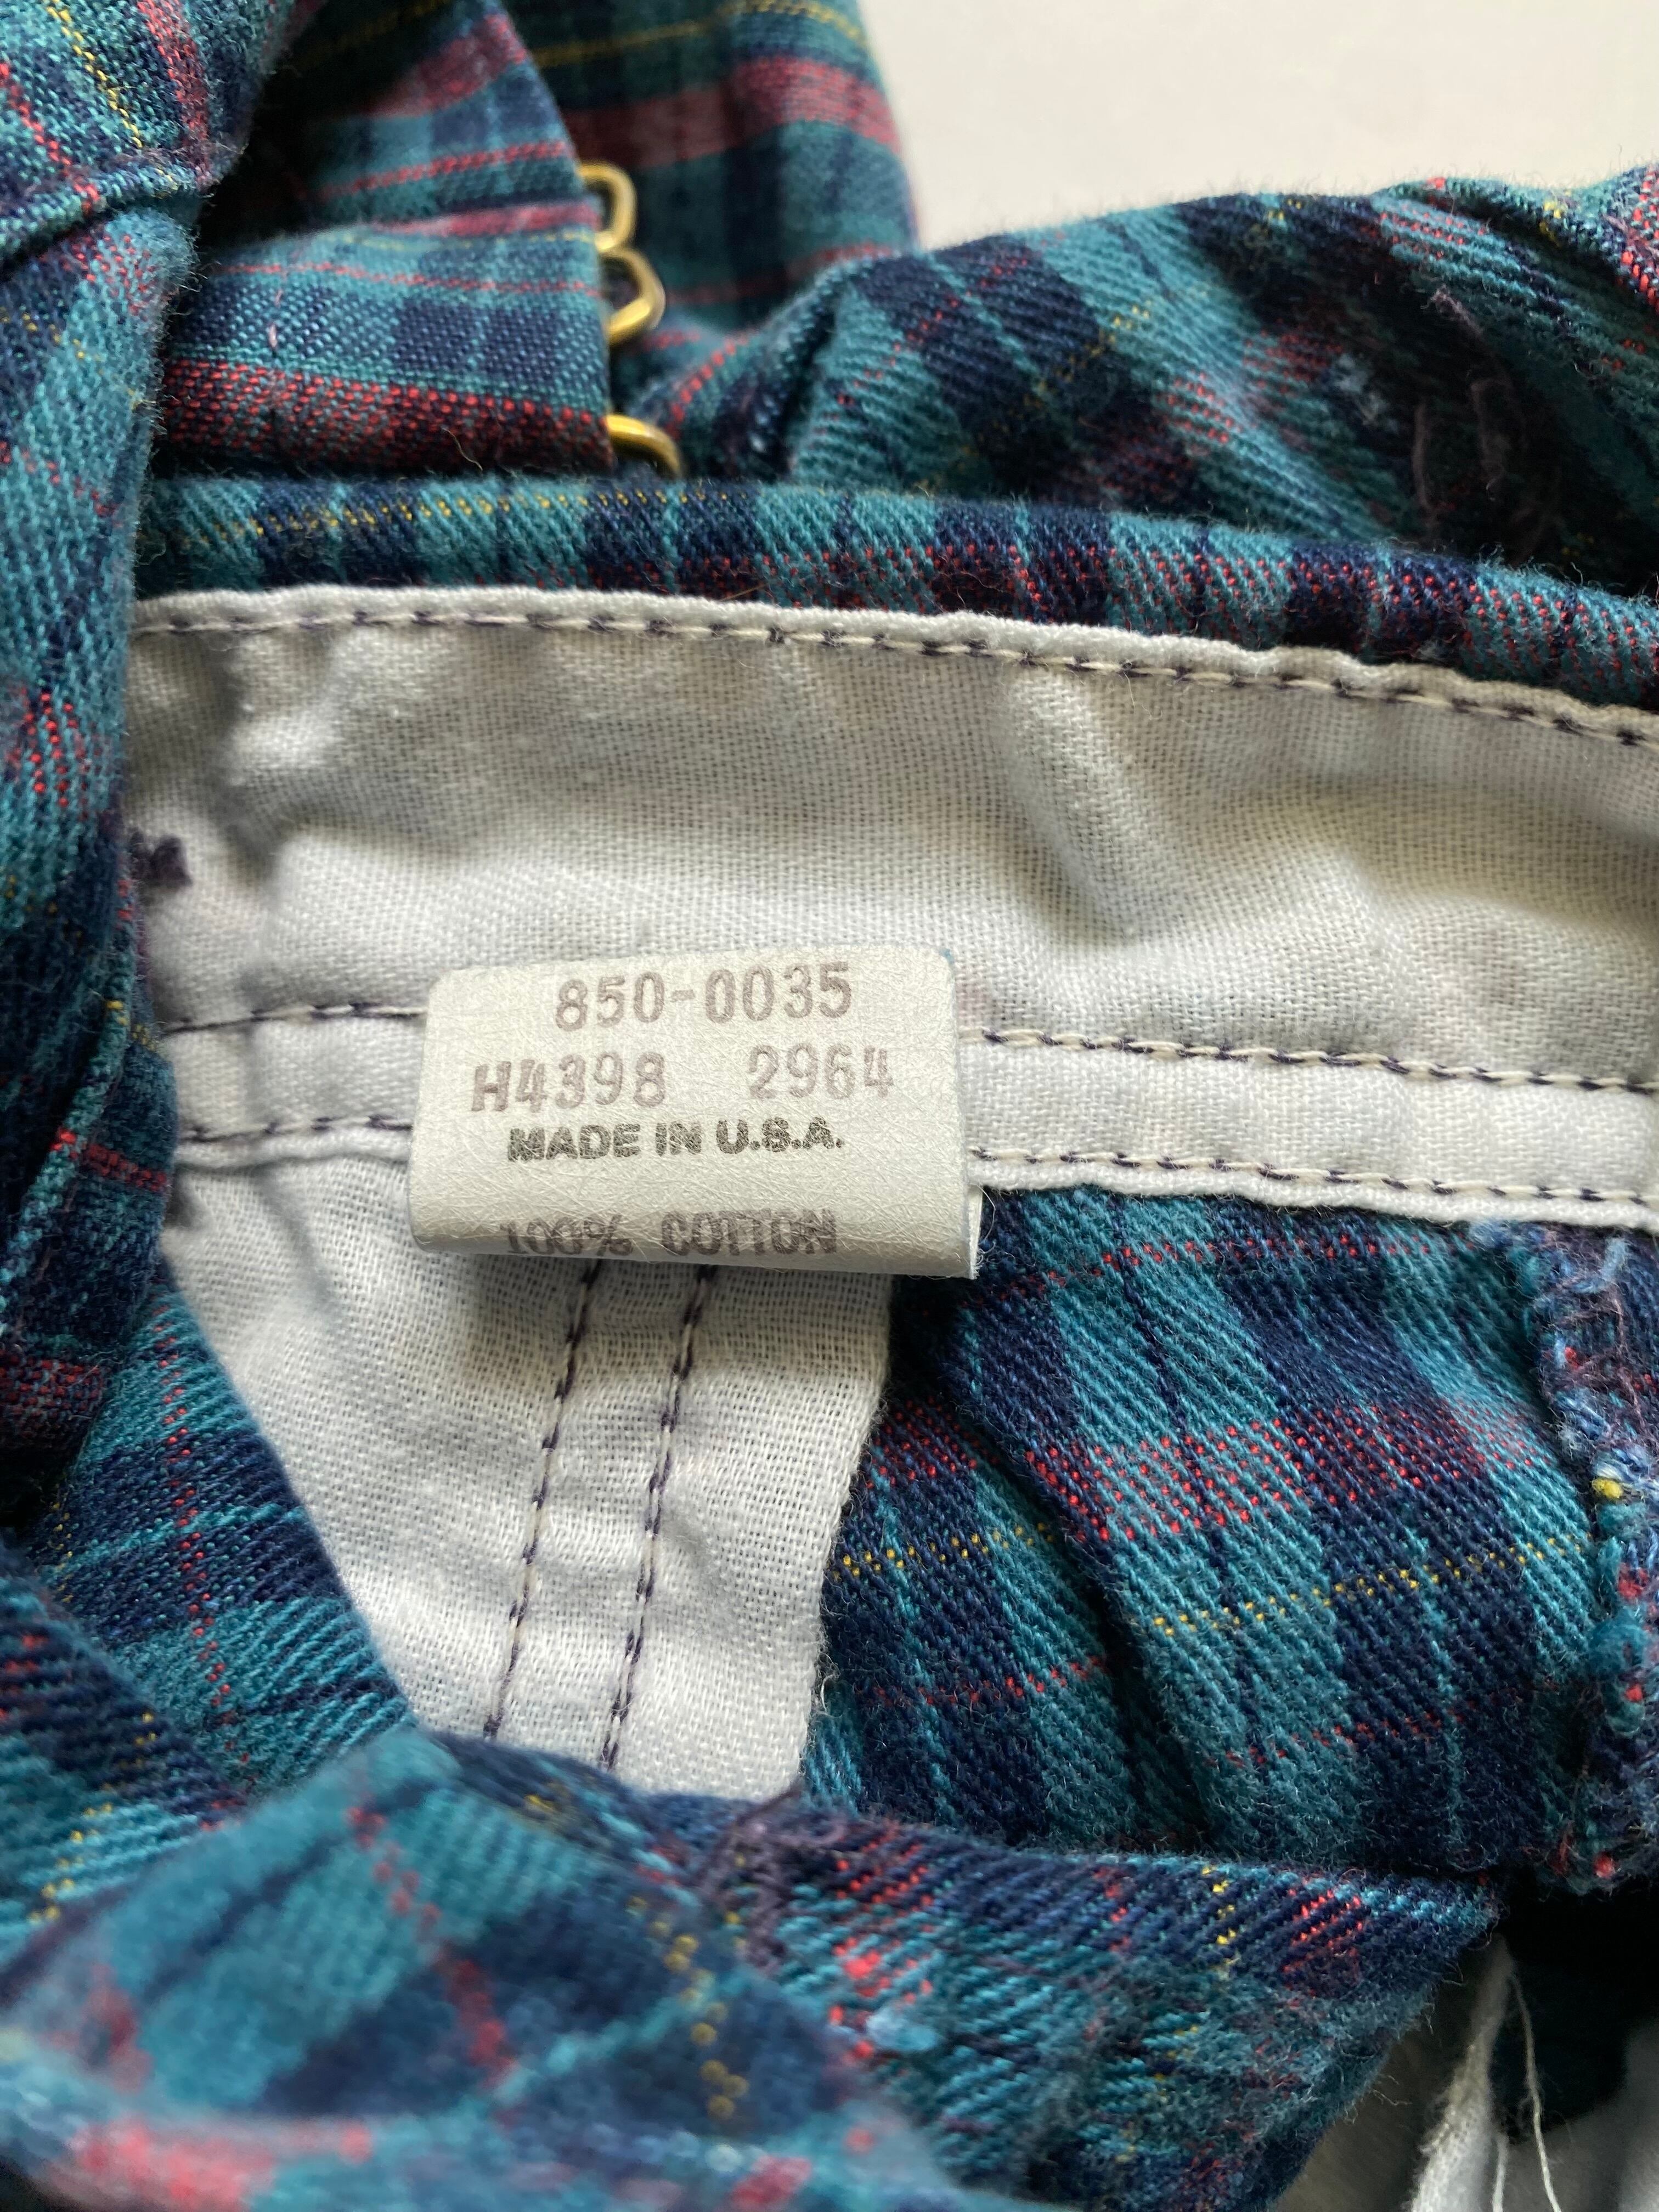 850-0035
H4398 2964
MADE IN U.S.A.
100% COTTON